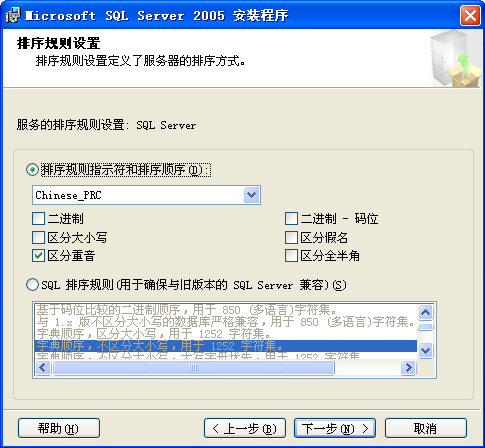 Microsoft SQL Server 2005 安装程序
排序规则设置
排序规则设置定义了服务器的排序方式。
服务的排序规则设置: SQL Server
排序规则指示符和排序顺序(D):
Chinese_PRC
二进制
二进制 - 码位
区分大小写
区分假名
区分重音
区分全半角
SQL 排序规则(用于确保与旧版本的 SQL Server 兼容)(S)
基于码位比较的二进制顺序，用于 850 (多语言)字符集。
与 1.x 版不区分大小写的数据库严格兼容，用于 850 (多语言)字符集。
字典顺序，区分大小写，用于 1252 字符集。
字典顺序，不区分大小写，用于 1252 字符集。
字典顺序，不区分大小写，大写字母优先，用于 1252 字符集。
帮助(H)
< 上一步(B)
下一步(N) >
取消